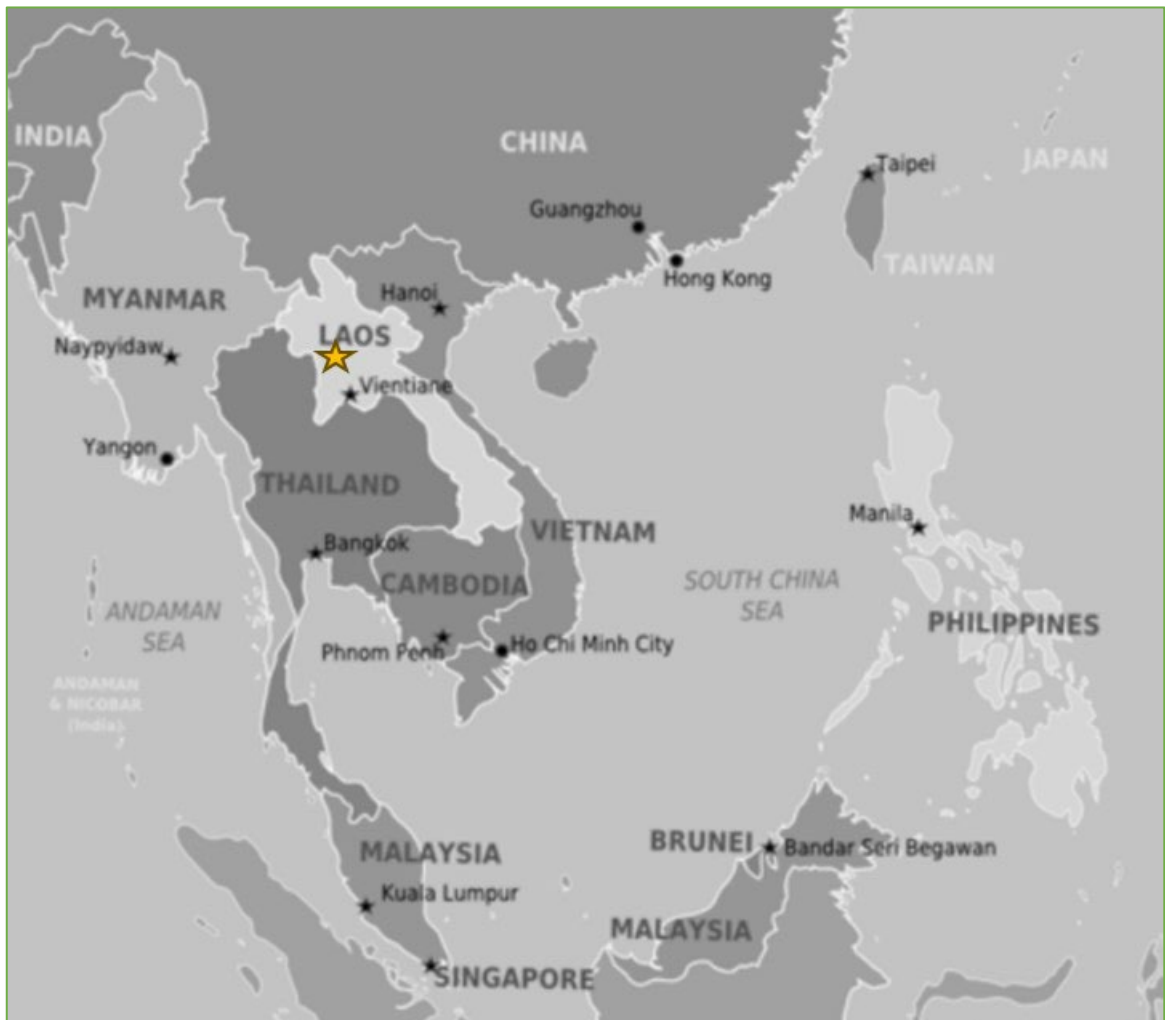 INDIA
CHINA
JAPAN
Taipei
Guangzhou
TAIWAN
Hong Kong
MYANMAR
Hanoi
LAOS
Naypyidaw
Vientiane
Yangon
THAILAND
VIETNAM
Manila
Bangkok
CAMBODIA
SOUTH CHINA
SEA
ANDAMAN
SEA
PHILIPPINES
Phnom Penh
Ho Chi Minh City
ANDAMAN
& NICOBAR
(India)
BRUNEI
Bandar Seri Begawan
MALAYSIA
Kuala Lumpur
MALAYSIA
SINGAPORE